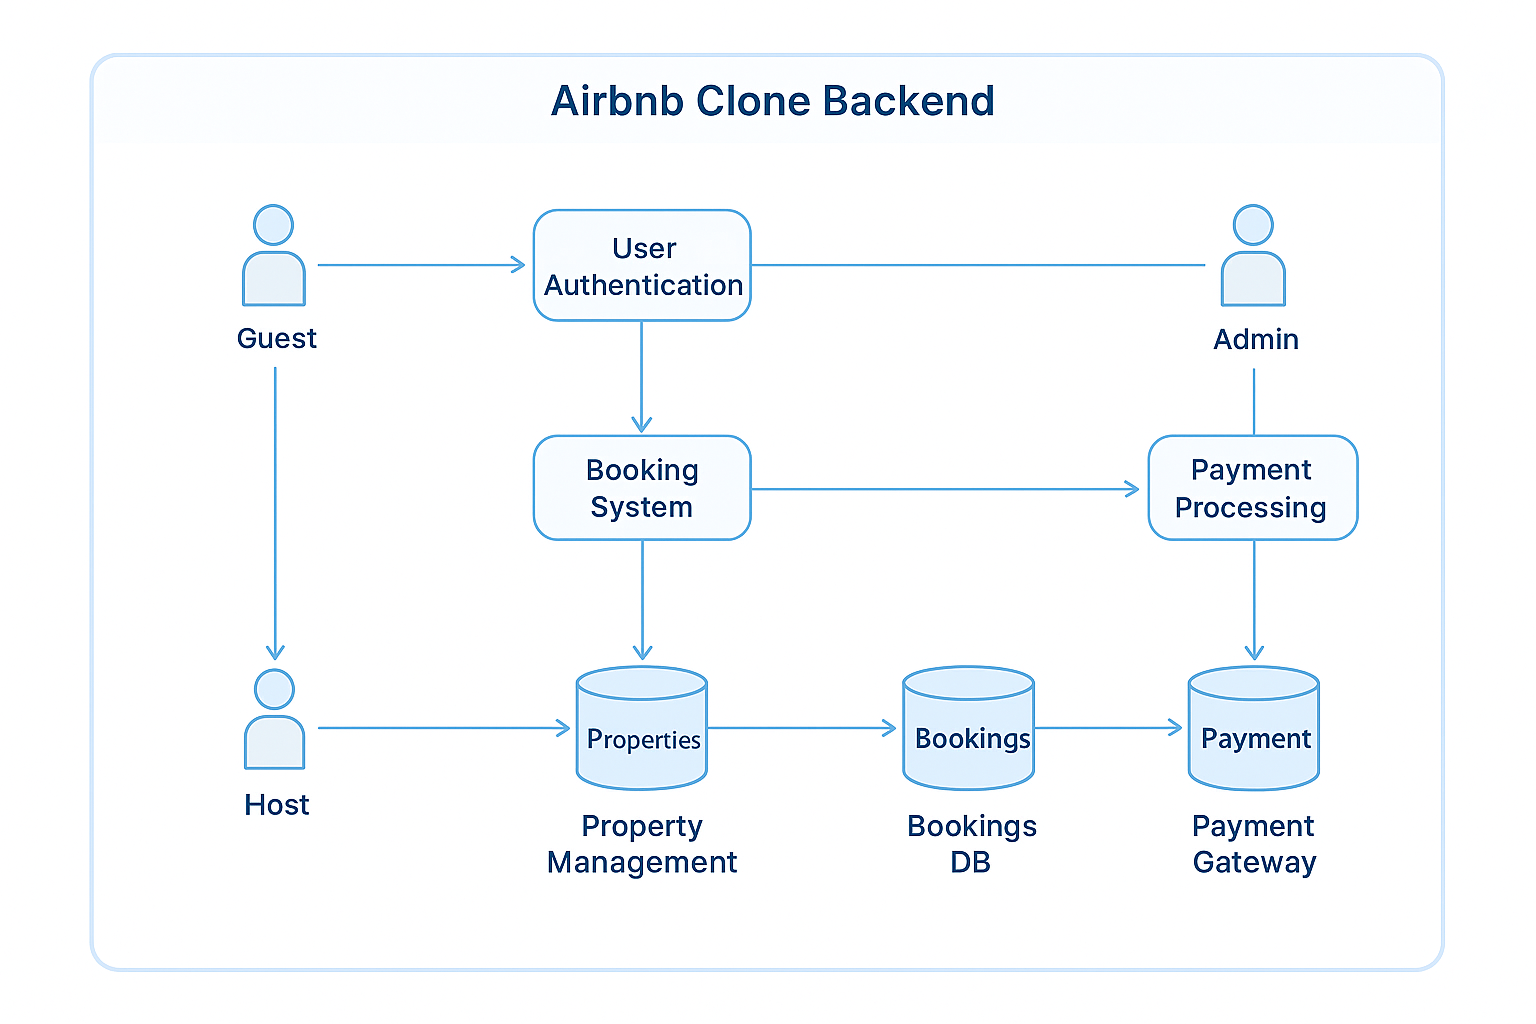 Airbnb Clone Backend
User
Authentication
Guest
Admin
Booking
System
Payment
Processing
Properties
Bookings
Payment
Host
Property
Management
Bookings
DB
Payment
Gateway